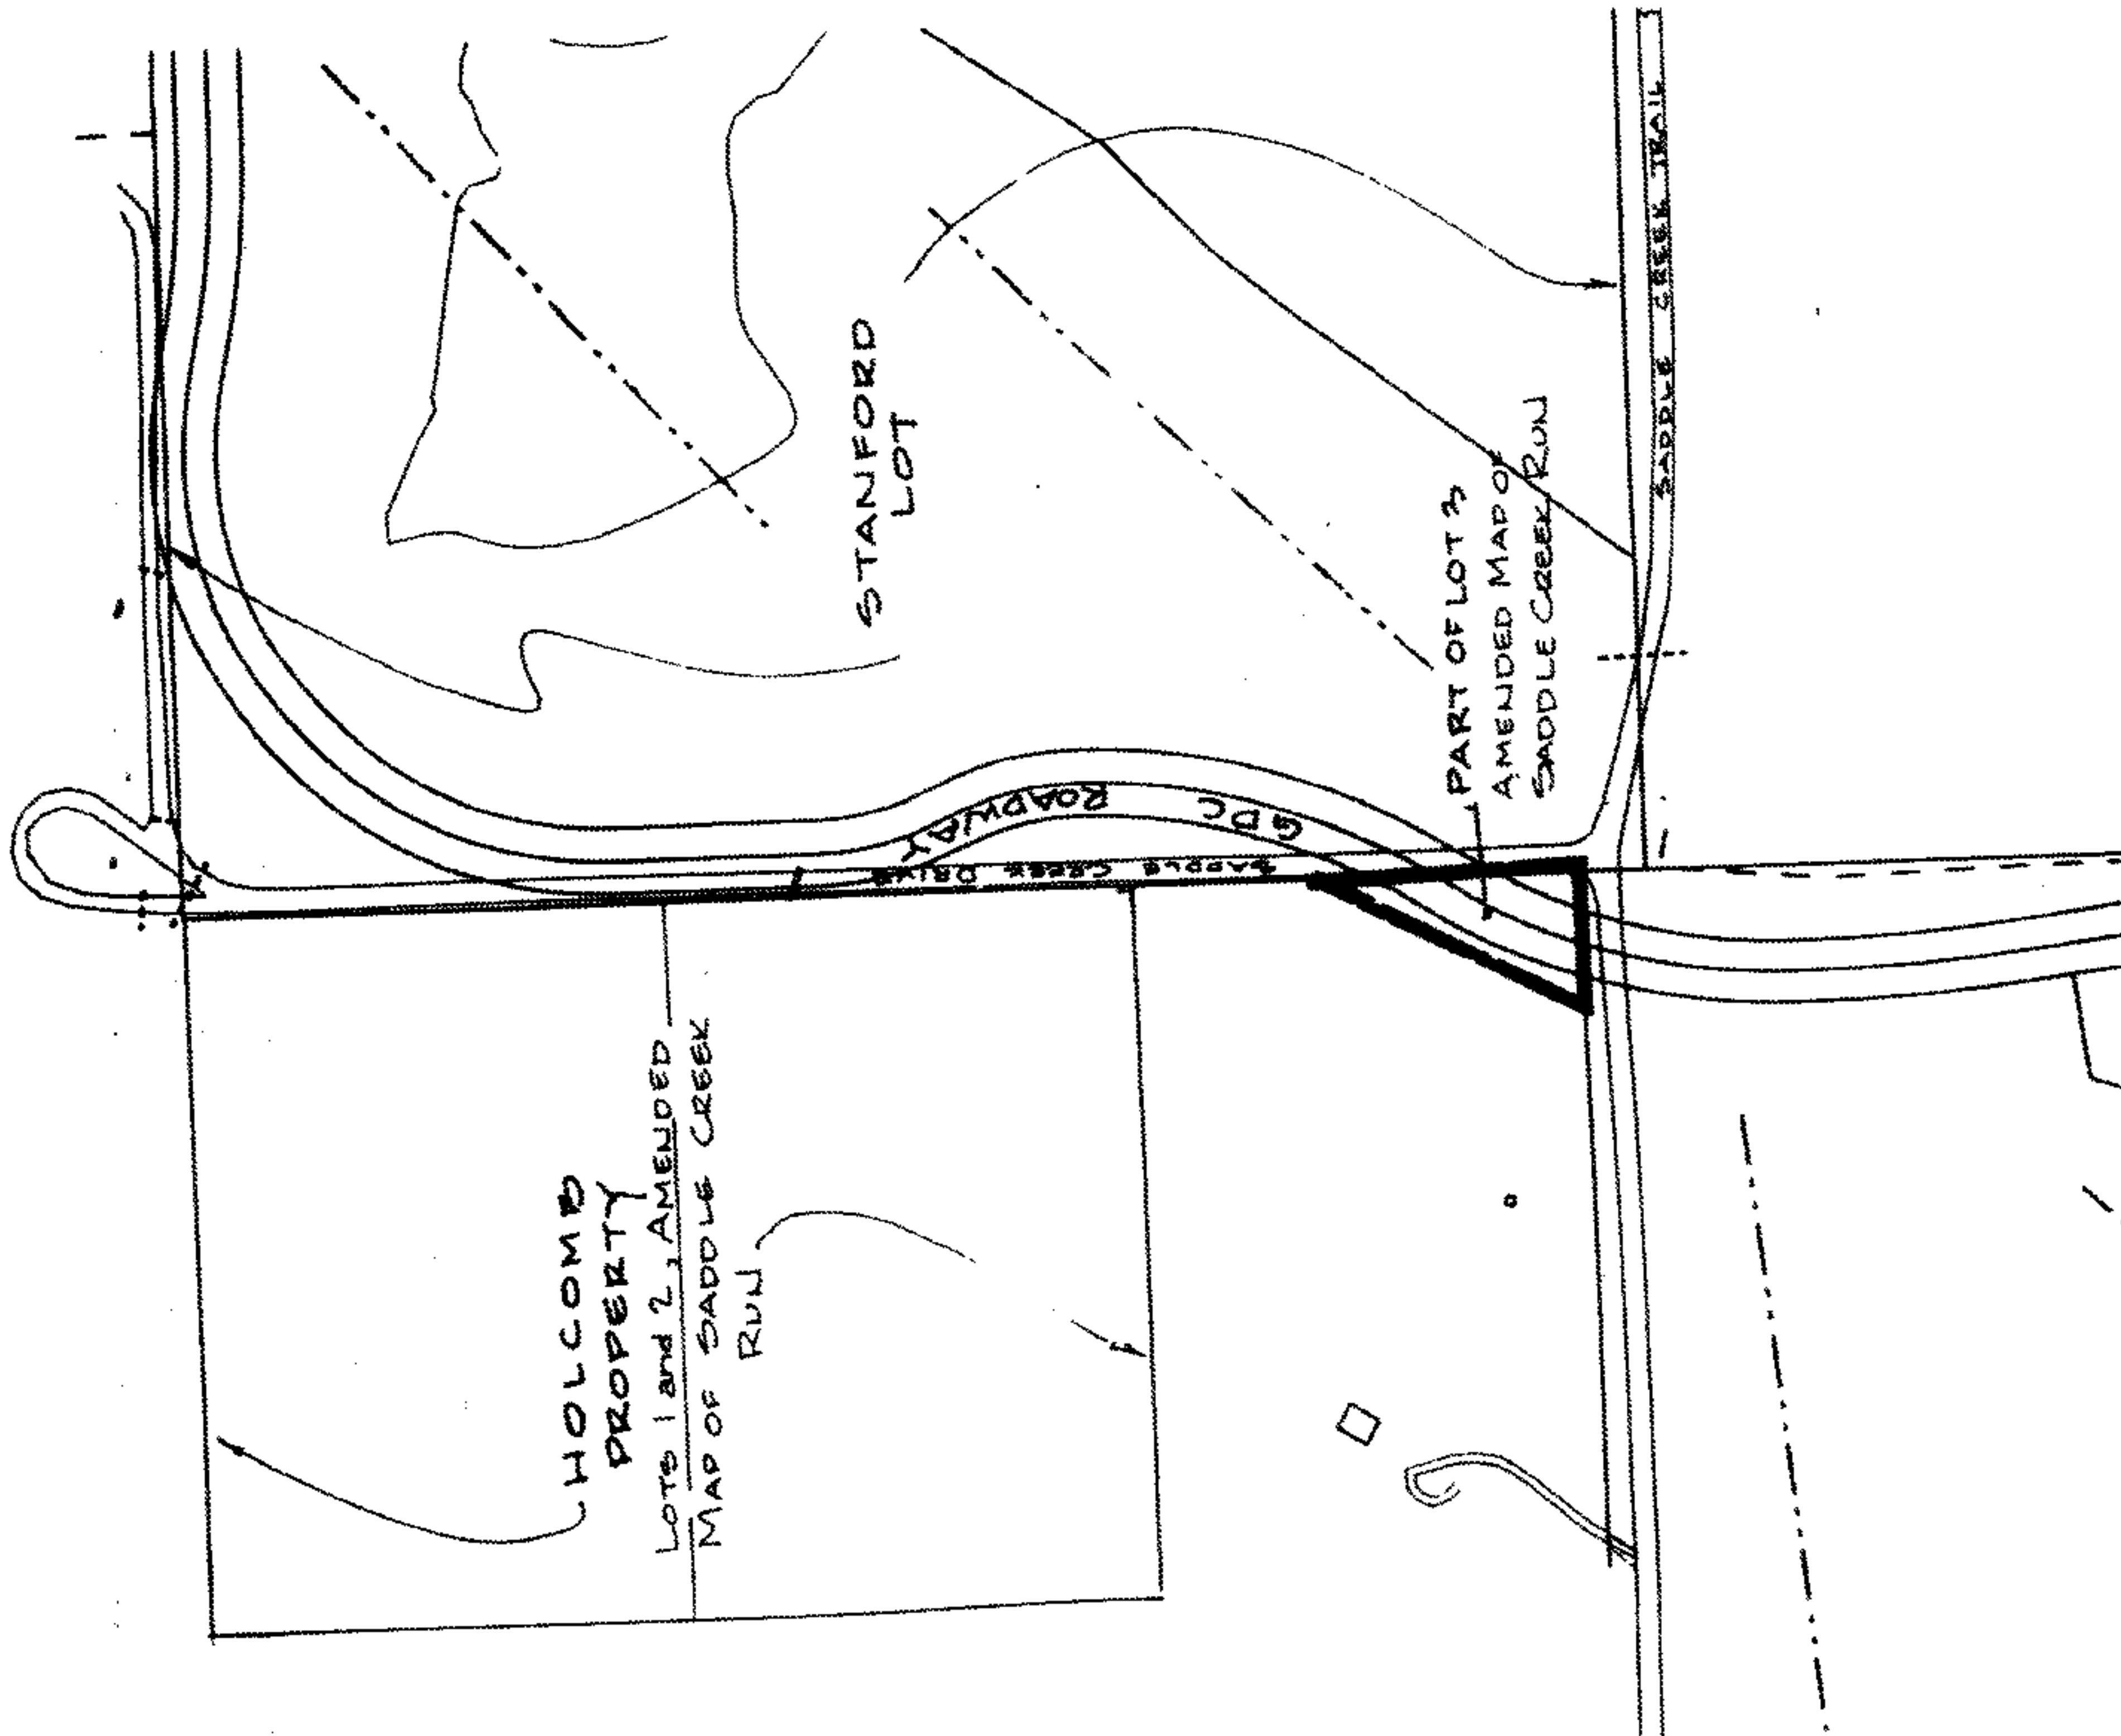 STANFORD
LOT
SADDLE CREEK TRAIL
PART OF LOT 3
AMENDED MAP OF
SADDLE CREEK RUN
GDC ROADWAY
SADDLE CREEK DRIVE
HOLCOMB
PROPERTY
LOTS 1 and 2, AMENDED
MAP OF SADDLE CREEK
RUN